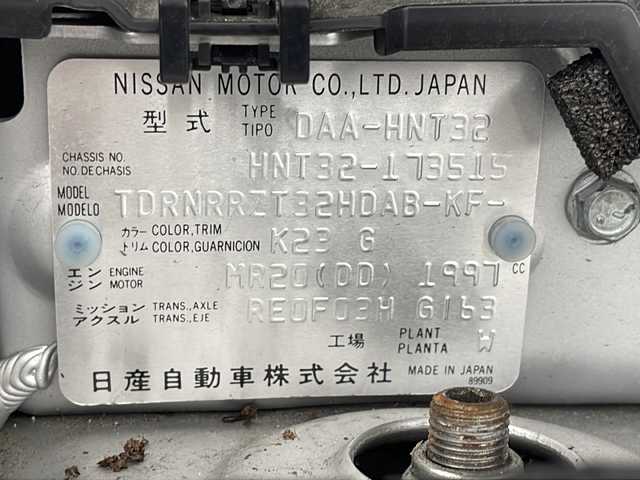 NISSAN MOTOR CO.,LTD. JAPAN
型式 TYPE TIPO DAA-HNT32
CHASSIS NO. NO. DE CHASIS HNT32-173515
MODEL MODELO TDRNRRZT32HDAB-KF-
カラー COLOR,TRIM
トリム COLOR,GUARNICION K23 G
エンジン ENGINE MOTOR MR20(DD) 1997 CC
ミッション TRANS.,AXLE
アクスル TRANS.,EJE RE0F03H G163
工場 PLANT PLANTA W
日産自動車株式会社 MADE IN JAPAN
89909